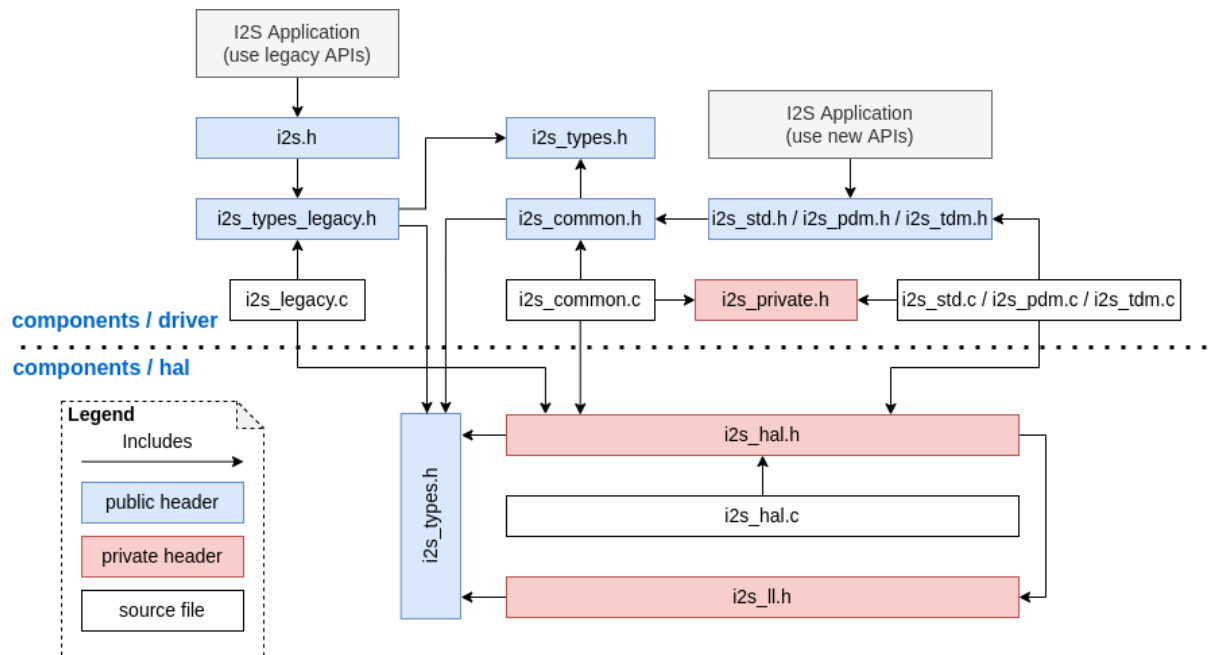 I2S Application
(use legacy APIs)
i2s.h
i2s_types.h
I2S Application
(use new APIs)
i2s_types_legacy.h
i2s_common.h
i2s_std.h / i2s_pdm.h / i2s_tdm.h
i2s_legacy.c
i2s_common.c
i2s_private.h
i2s_std.c / i2s_pdm.c / i2s_tdm.c
components / driver
components / hal
Legend
Includes
public header
private header
source file
i2s_types.h
i2s_hal.h
i2s_hal.c
i2s_ll.h